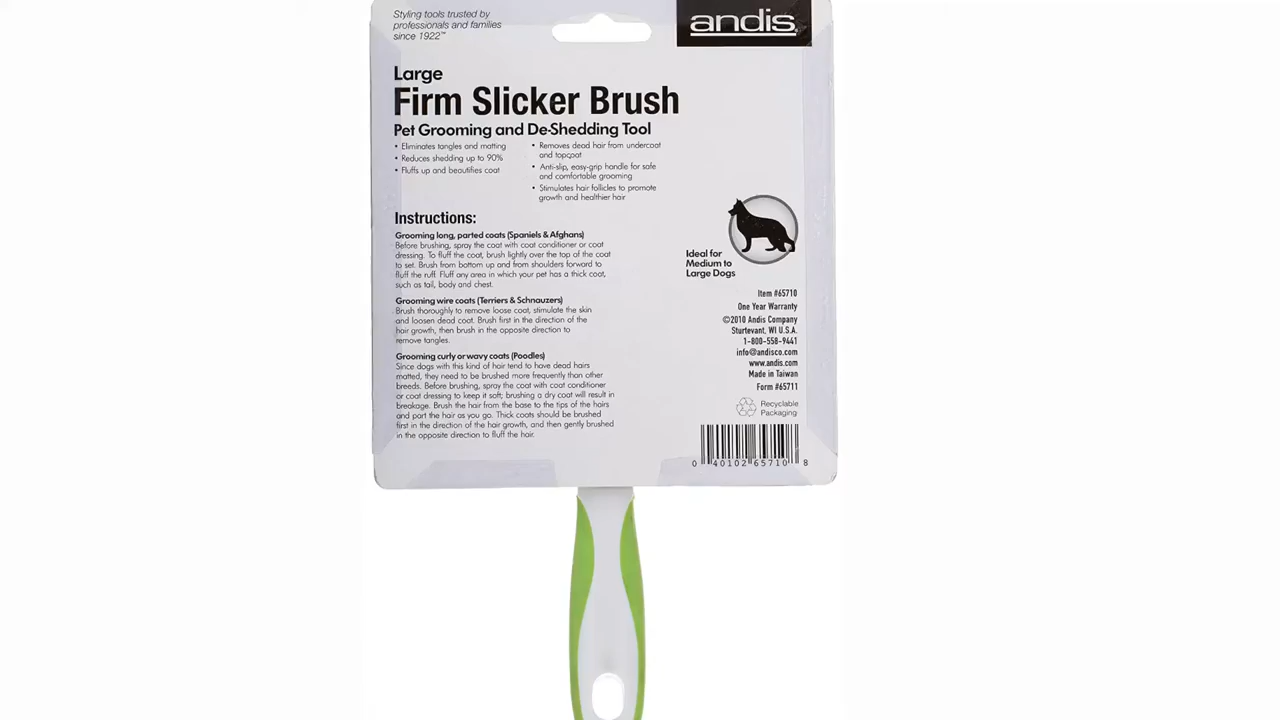 Styling tools trusted by
professionals and families
since 1922™
andis®
Large
Firm Slicker Brush
Pet Grooming and De-Shedding Tool
• Eliminates tangles and matting
• Reduces shedding up to 90%
• Fluffs up and beautifies coat
• Removes dead hair from undercoat
and topcoat
• Anti-slip, easy-grip handle for safe
and comfortable grooming
• Stimulates hair follicles to promote
growth and healthier hair
Instructions:
Grooming long, parted coats (Spaniels & Afghans)
Before brushing, spray the coat with coat conditioner or coat
dressing. To fluff the coat, brush lightly over the top of the coat
to set. Brush from bottom up and from shoulders forward to
fluff the ruff. Fluff any area in which your pet has a thick coat,
such as tail, body and chest.
Grooming wire coats (Terriers & Schnauzers)
Brush thoroughly to remove loose coat, stimulate the skin
and loosen dead coat. Brush first in the direction of the
hair growth, then brush in the opposite direction to
remove tangles.
Grooming curly or wavy coats (Poodles)
Since dogs with this kind of hair tend to have dead hairs
matted, they need to be brushed more frequently than other
breeds. Before brushing, spray the coat with coat conditioner
or coat dressing to keep it soft; brushing a dry coat will result in
breakage. Brush the hair from the base to the tips of the hairs
and part the hair as you go. Thick coats should be brushed
first in the direction of the hair growth, and then gently brushed
in the opposite direction to fluff the hair.
Ideal for
Medium to
Large Dogs
Item #65710
One Year Warranty
©2010 Andis Company
Sturtevant, WI U.S.A.
1-800-558-9441
info@andisco.com
www.andis.com
Made in Taiwan
Form #65711
Recyclable
Packaging
0 40102 65710 8